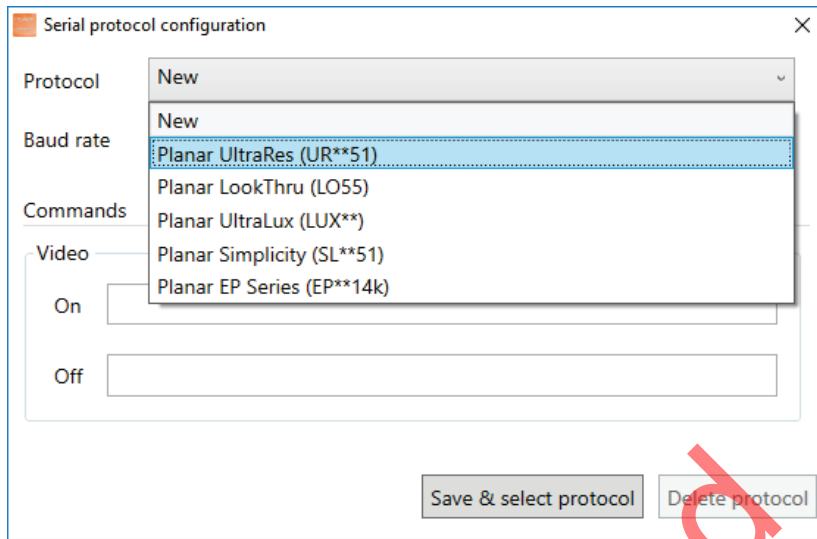 Serial protocol configuration
Protocol
New
New
Baud rate
Planar UltraRes (UR**51)
Planar LookThru (LO55)
Commands
Planar UltraLux (LUX**)
Video
Planar Simplicity (SL**51)
Planar EP Series (EP**14k)
On
Off
Save & select protocol
Delete protocol